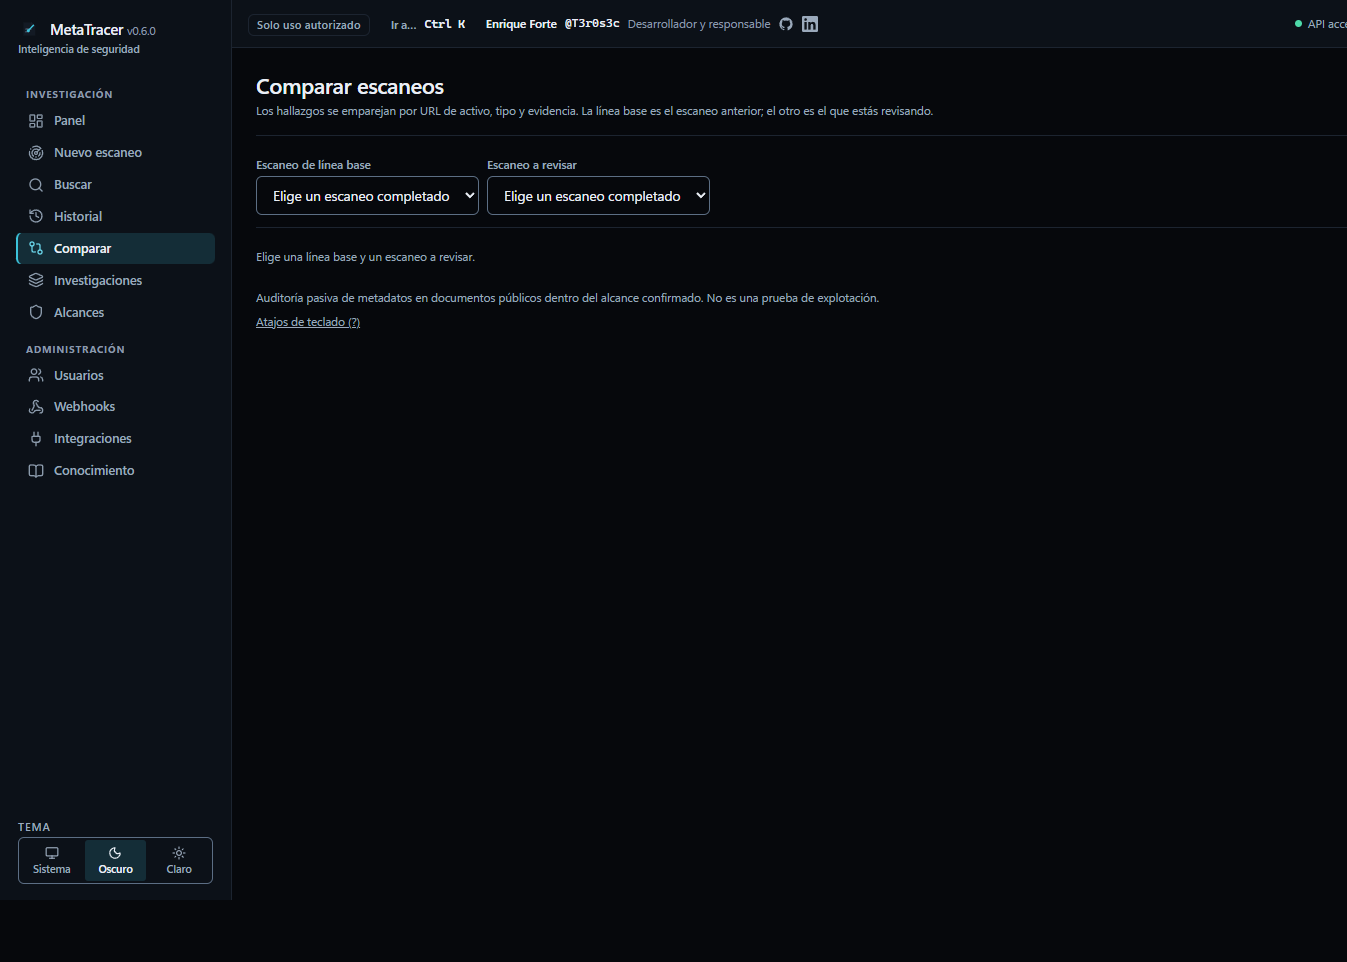 MetaTracer v0.6.0
Inteligencia de seguridad
INVESTIGACIÓN
Panel
Nuevo escaneo
Buscar
Historial
Comparar
Investigaciones
Alcances
ADMINISTRACIÓN
Usuarios
Webhooks
Integraciones
Conocimiento
TEMA
Sistema Oscuro Claro
Solo uso autorizado Ir a... Ctrl K Enrique Forte @T3r0s3c Desarrollador y responsable API
Comparar escaneos
Los hallazgos se emparejan por URL de activo, tipo y evidencia. La línea base es el escaneo anterior; el otro es el que estás revisando.
Escaneo de línea base Escaneo a revisar
Elige un escaneo completado Elige un escaneo completado
Elige una línea base y un escaneo a revisar.
Auditoría pasiva de metadatos en documentos públicos dentro del alcance confirmado. No es una prueba de explotación.
Atajos de teclado (?)